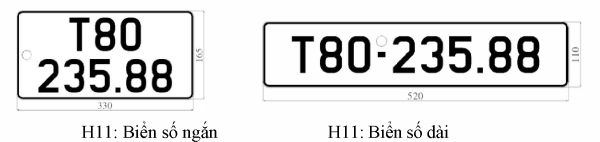 T80
235.88
165
330
T80-235.88
110
520
H11: Biển số ngắn
H11: Biển số dài